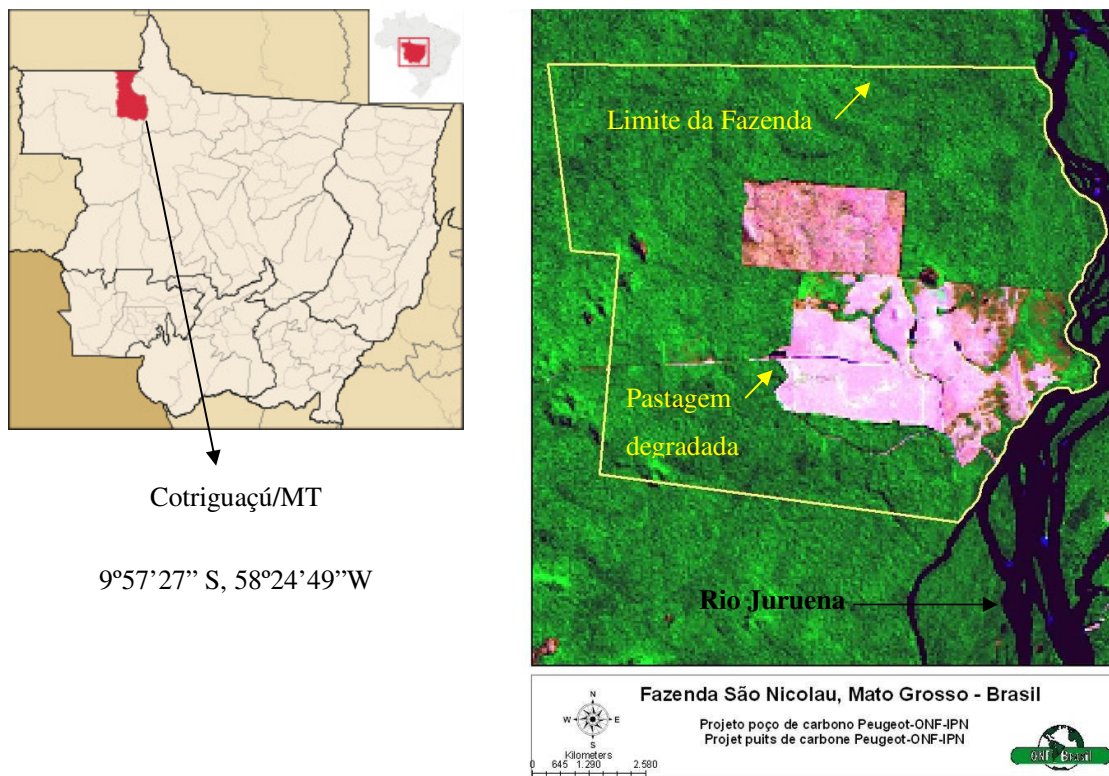 Limite da Fazenda
Pastagem
degradada
Cotriguaçú/MT
9º57’27” S, 58º24’49”W
Rio Juruena
Fazenda São Nicolau, Mato Grosso - Brasil
Projeto poço de carbono Peugeot-ONF-IPN
Projet puits de carbone Peugeot-ONF-IPN
N
W E
S
Kilometers
0 645 1.290 2.580
ONF Brasil